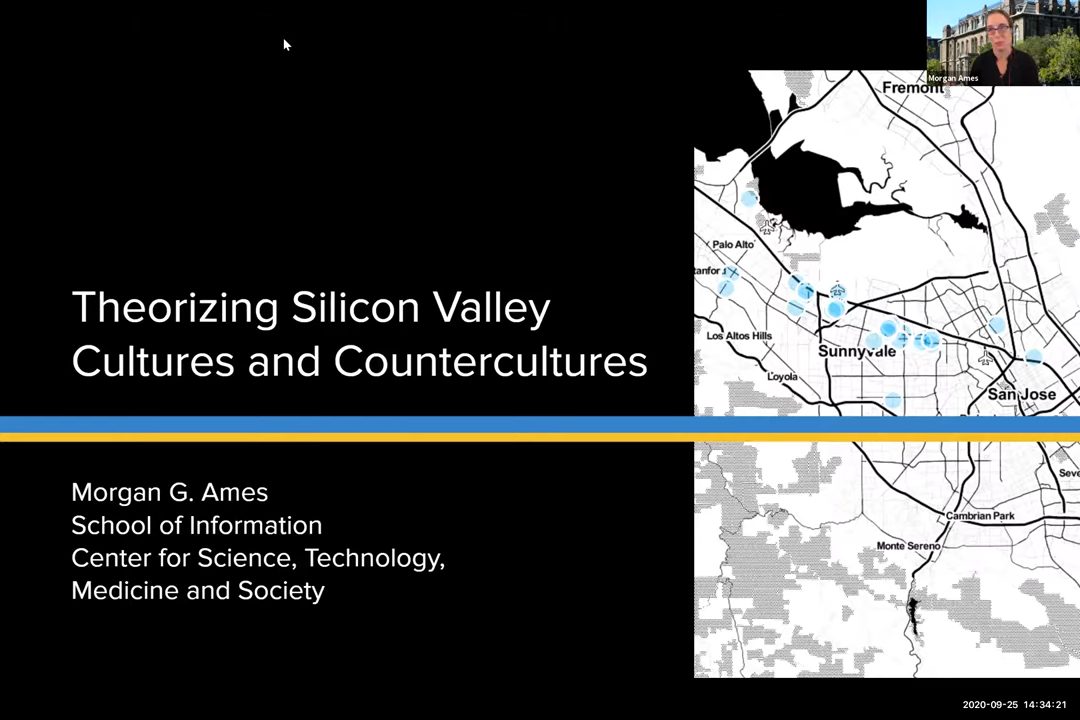 Morgan Ames
Fremont
Palo Alto
Los Altos Hills
Sunnyvale
Loyola
San Jose
Theorizing Silicon Valley
Cultures and Countercultures
Morgan G. Ames
School of Information
Center for Science, Technology,
Medicine and Society
Cambrian Park
Monte Sereno
2020-09-25 14:34:21